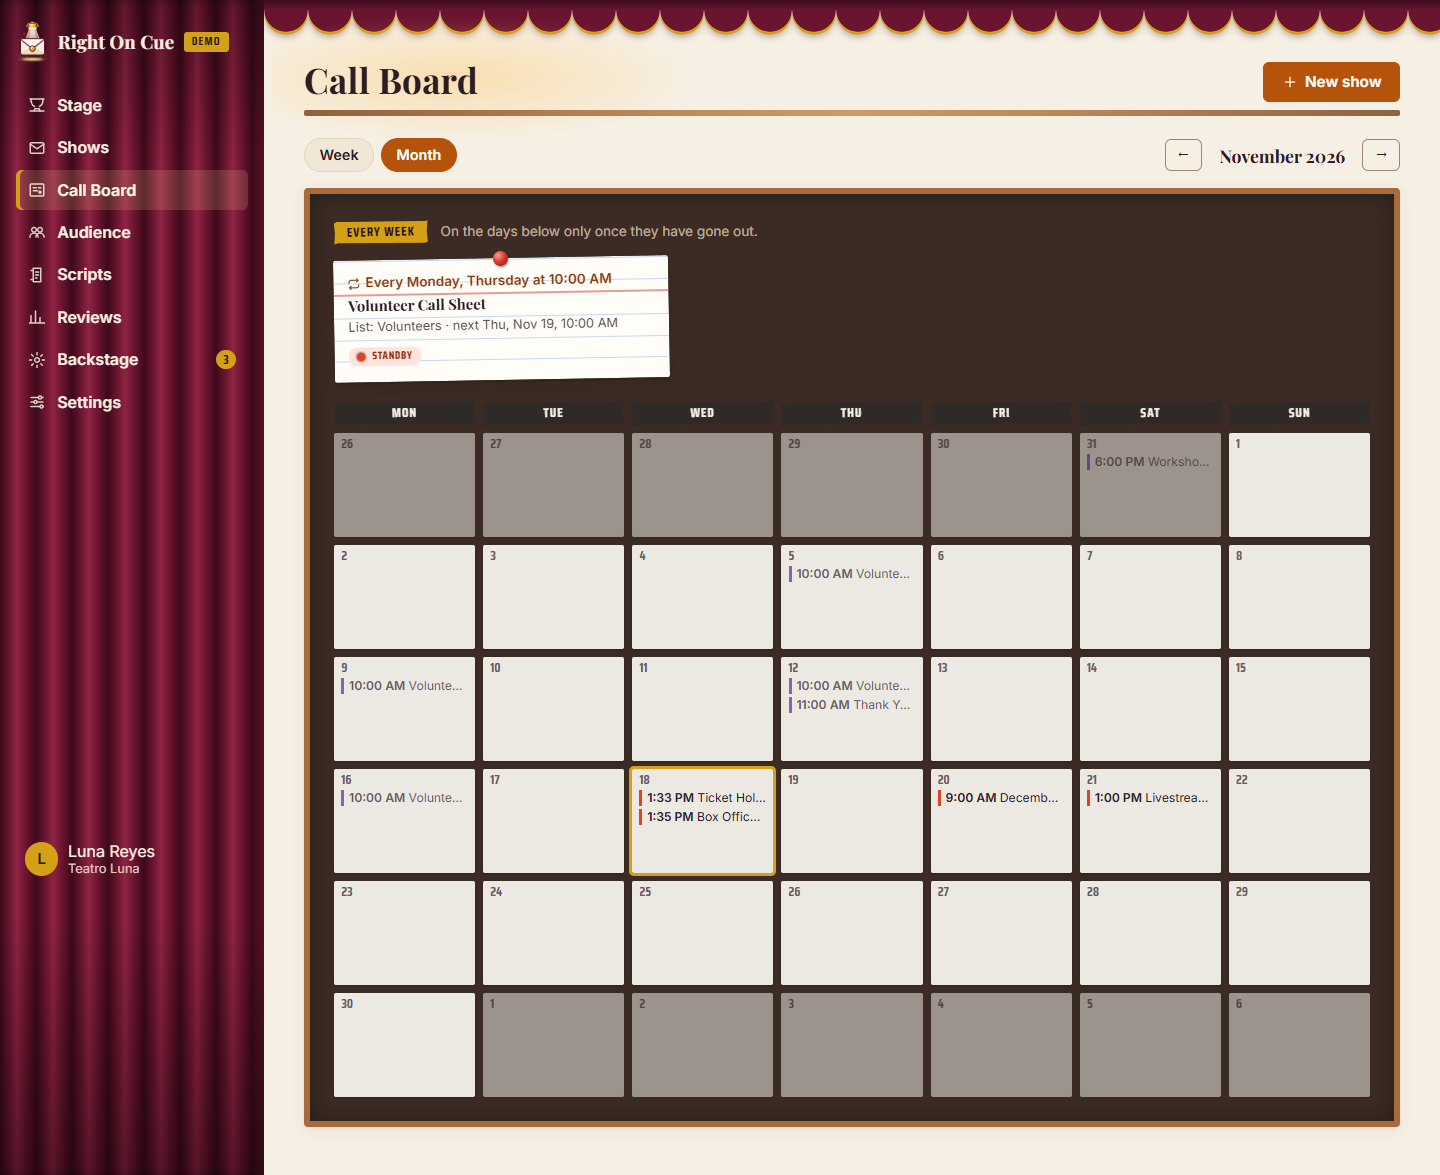 Right On Cue DEMO
Stage
Shows
Call Board
Audience
Scripts
Reviews
Backstage 3
Settings
L Luna Reyes
Teatro Luna
Call Board
+ New show
Week Month
← November 2026 →
EVERY WEEK On the days below only once they have gone out.
Every Monday, Thursday at 10:00 AM
Volunteer Call Sheet
List: Volunteers · next Thu, Nov 19, 10:00 AM
STANDBY
MON TUE WED THU FRI SAT SUN
26 27 28 29 30 31 1
6:00 PM Worksho...
2 3 4 5 6 7 8
10:00 AM Volunte...
9 10 11 12 13 14 15
10:00 AM Volunte... 10:00 AM Volunte...
11:00 AM Thank Y...
16 17 18 19 20 21 22
10:00 AM Volunte... 1:33 PM Ticket Hol... 9:00 AM Decemb... 1:00 PM Livestrea...
1:35 PM Box Offic...
23 24 25 26 27 28 29
30 1 2 3 4 5 6